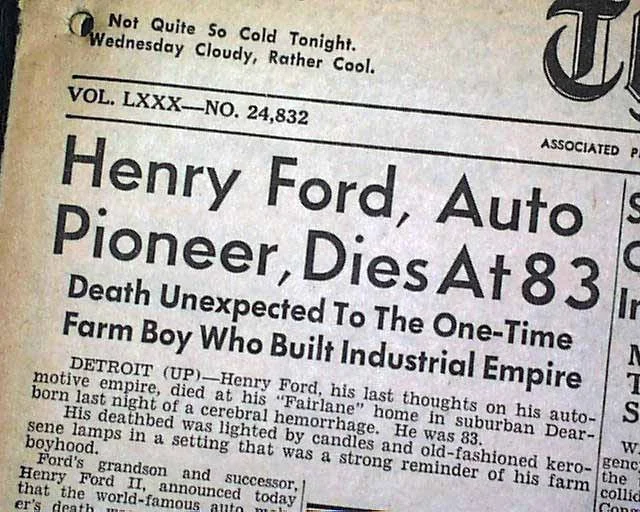 Not Quite So Cold Tonight.
Wednesday Cloudy, Rather Cool.
VOL. LXXX—NO. 24,832
ASSOCIATED
Henry Ford, Auto
Pioneer, Dies At 83
Death Unexpected To The One-Time
Farm Boy Who Built Industrial Empire
DETROIT (UP)—Henry Ford, his last thoughts on his auto-
motive empire, died at his "Fairlane" home in suburban Dear-
born last night of a cerebral hemorrhage. He was 83.
His deathbed was lighted by candles and old-fashioned kero-
sene lamps in a setting that was a strong reminder of his farm
boyhood.
Ford's grandson and successor,
Henry Ford II, announced today
that the world-famous auto mak-
er's death
the